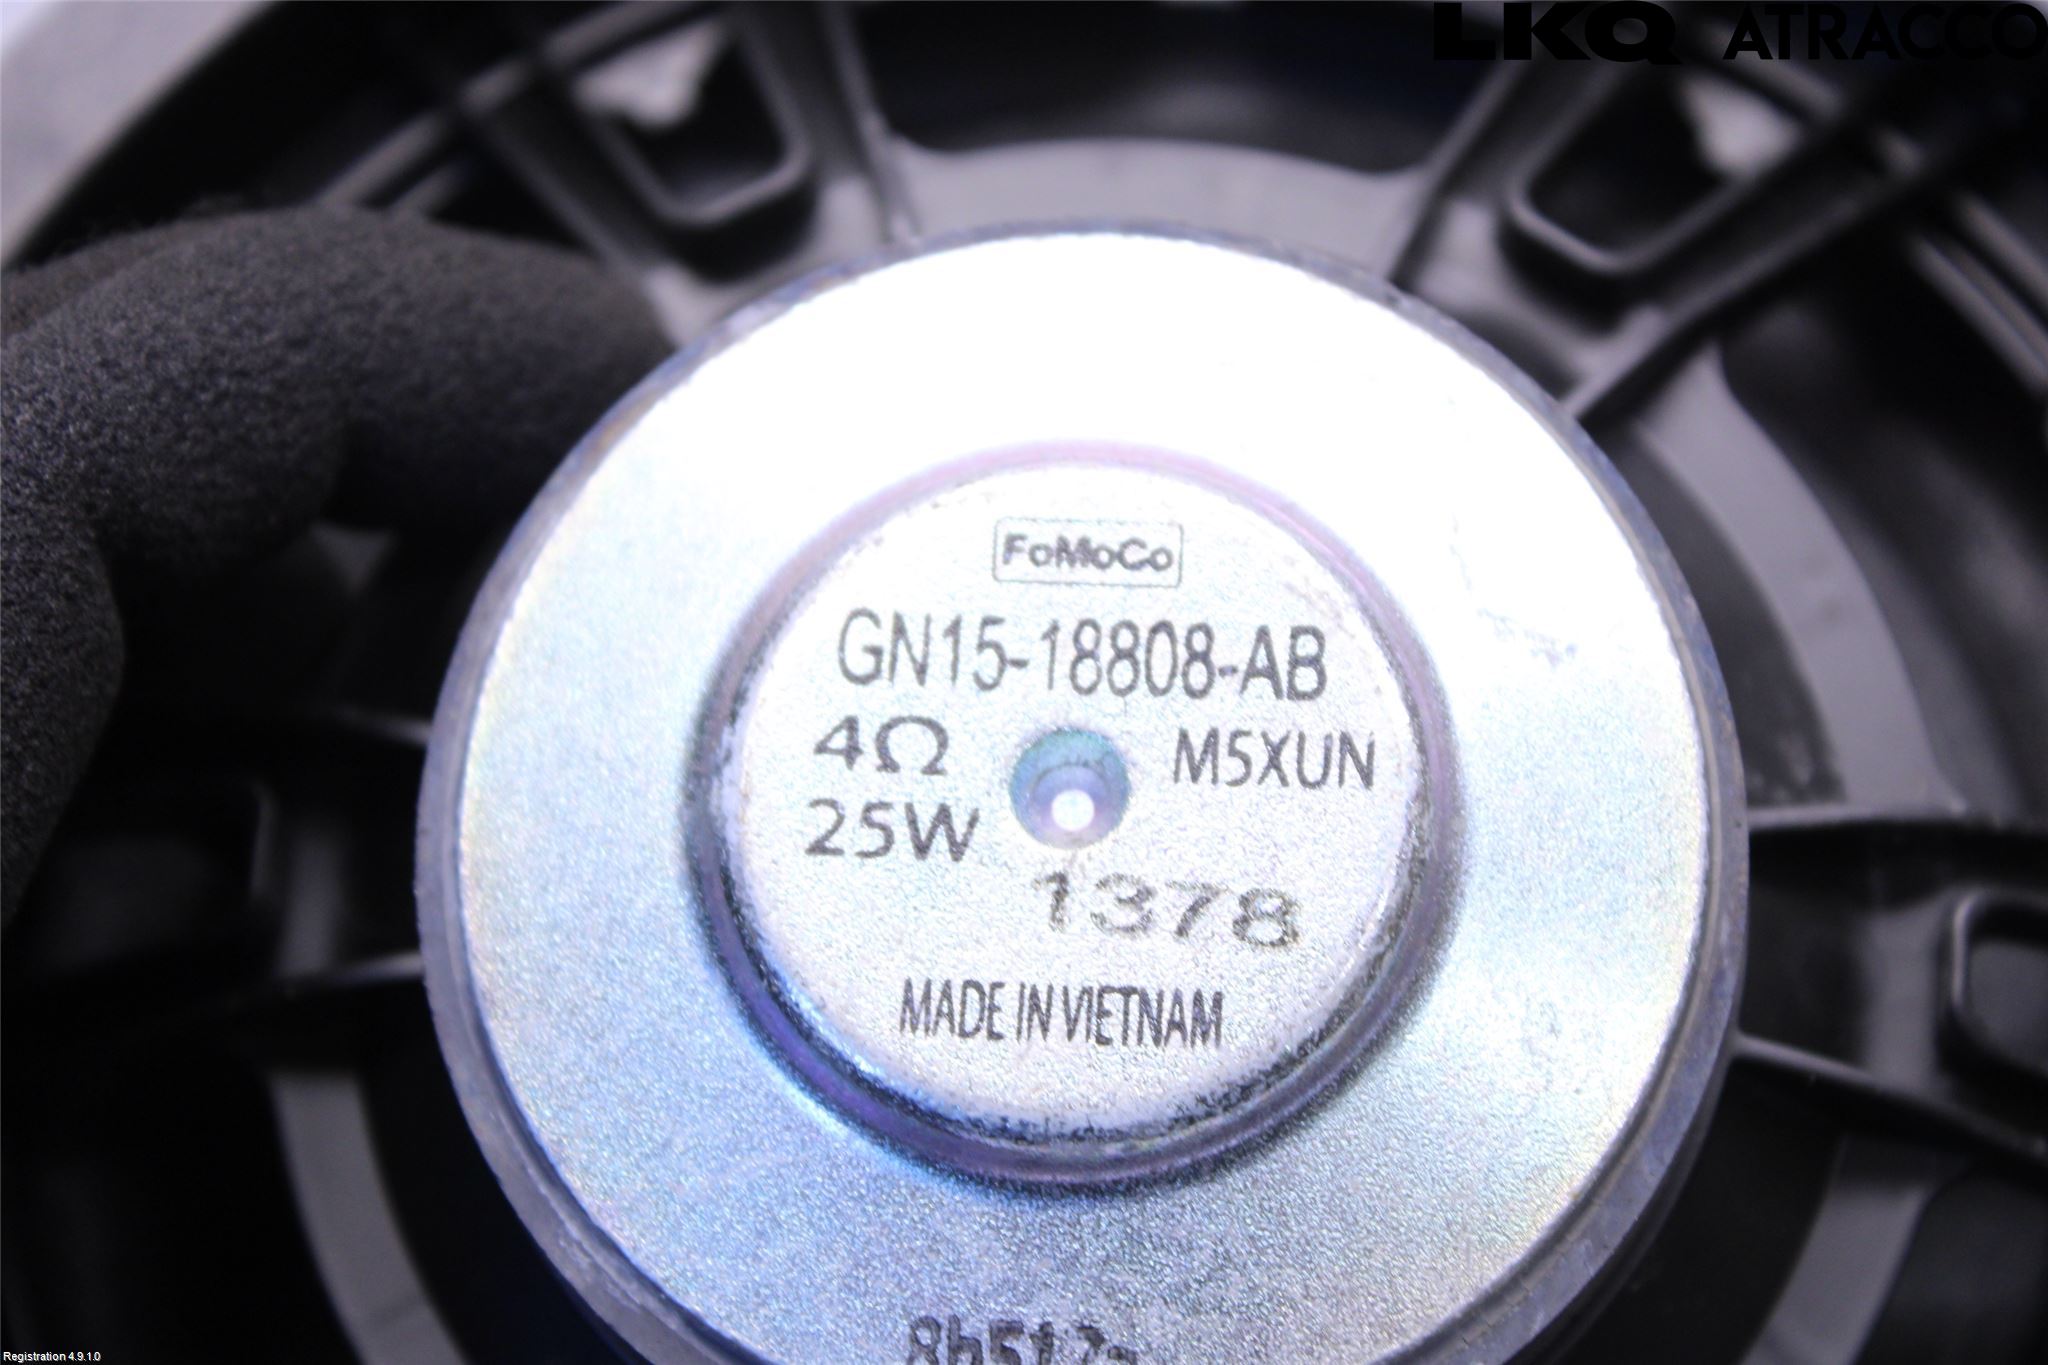 LKQ ATRACCO
FoMoCo
GN15-18808-AB
4Ω M5XUN
25W
1378
MADE IN VIETNAM
Registration 4.9.1.0